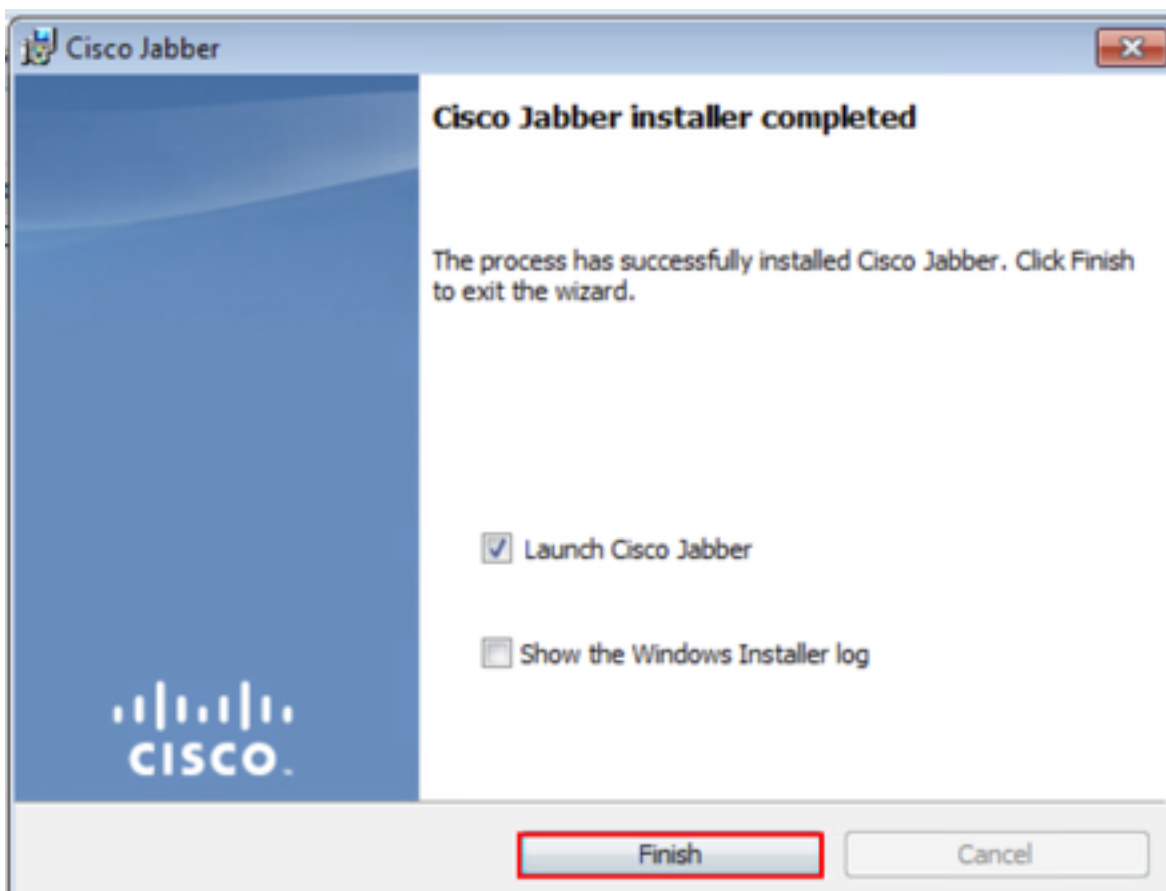 Cisco Jabber
Cisco Jabber installer completed
The process has successfully installed Cisco Jabber. Click Finish
to exit the wizard.
Launch Cisco Jabber
Show the Windows Installer log
CISCO
Finish
Cancel